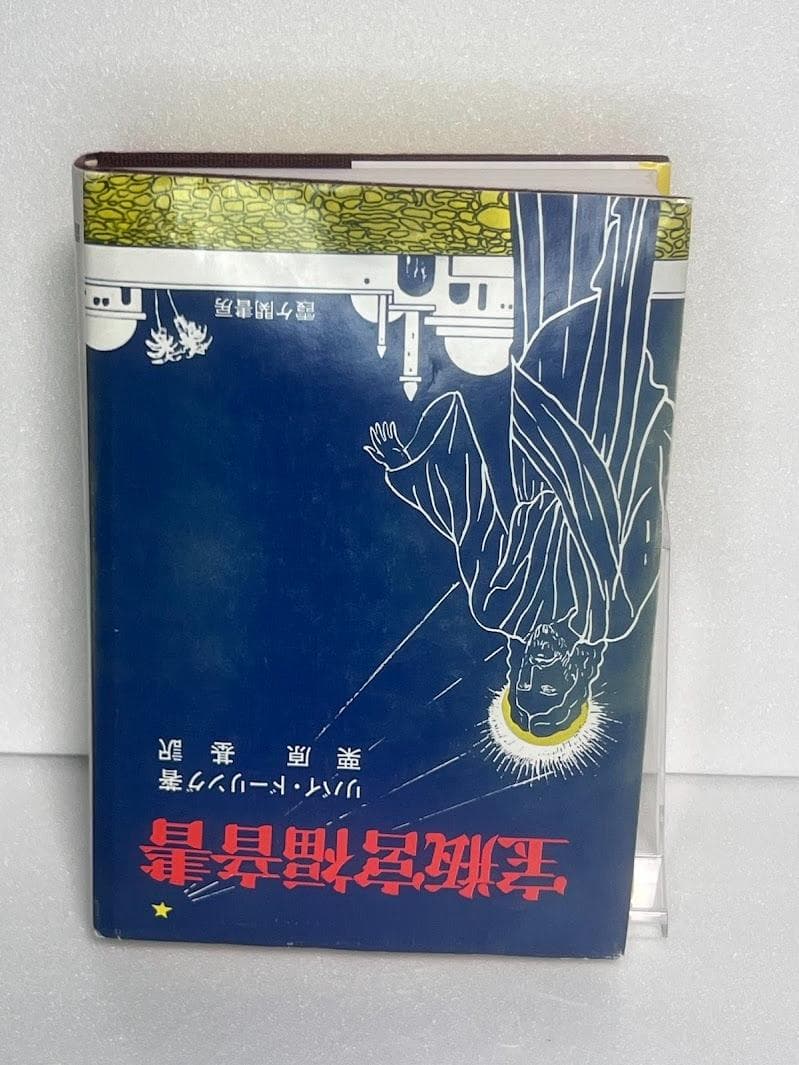 宝瓶宮福音書
リバイ・ドーリング著
栗原 基 訳
霞ケ関書房